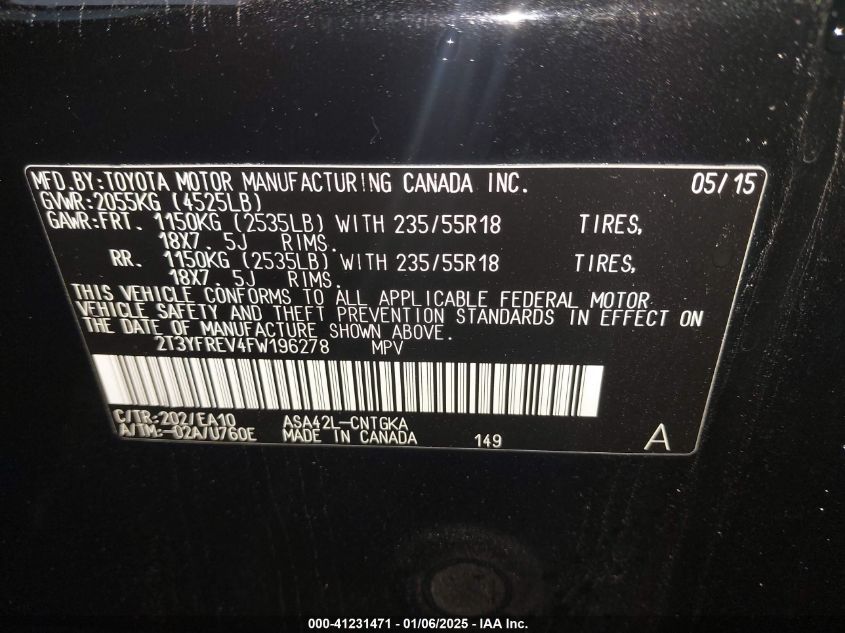 MFD.BY:TOYOTA MOTOR MANUFACTURING CANADA INC. 05/15
GVWR:2055KG (4525LB)
GAWR:FRT. 1150KG (2535LB) WITH 235/55R18 TIRES,
18X7.5J RIMS.
RR. 1150KG (2535LB) WITH 235/55R18 TIRES,
18X7.5J RIMS.
THIS VEHICLE CONFORMS TO ALL APPLICABLE FEDERAL MOTOR
VEHICLE SAFETY AND THEFT PREVENTION STANDARDS IN EFFECT ON
THE DATE OF MANUFACTURE SHOWN ABOVE.
2T3YFREV4FW196278 MPV
C/TR:202/EA10 ASA42L-CNTGKA
A/TM:-02A/U760E MADE IN CANADA 149 A
000-41231471 | 01/06/2025 - IAA Inc.